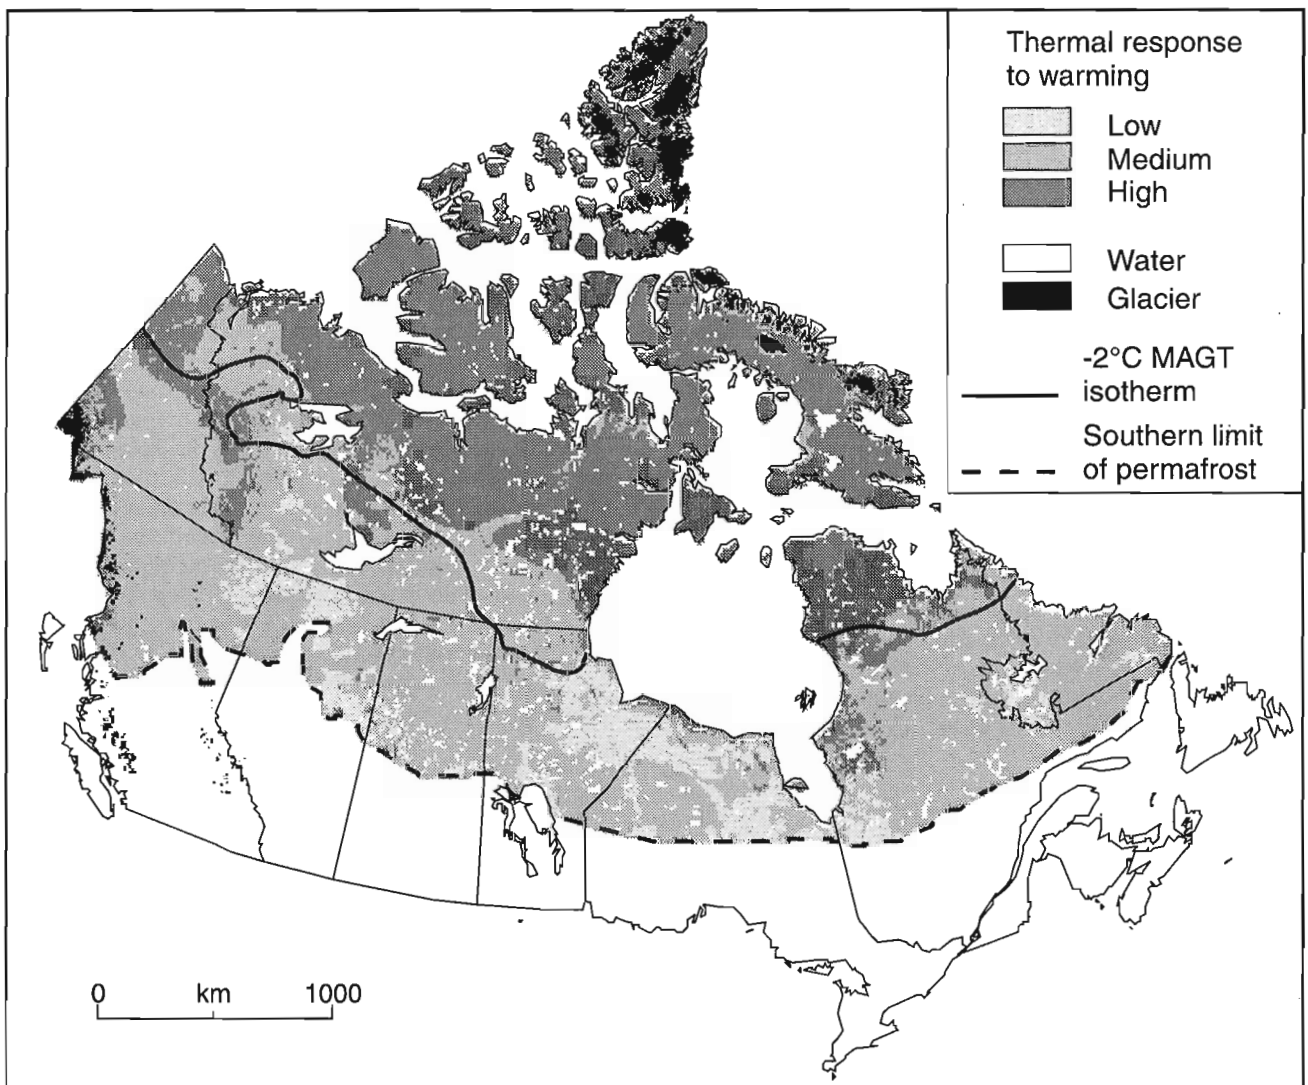 Thermal response
to warming
Low
Medium
High
Water
Glacier
-2°C MAGT
isotherm
Southern limit
of permafrost
0 km 1000